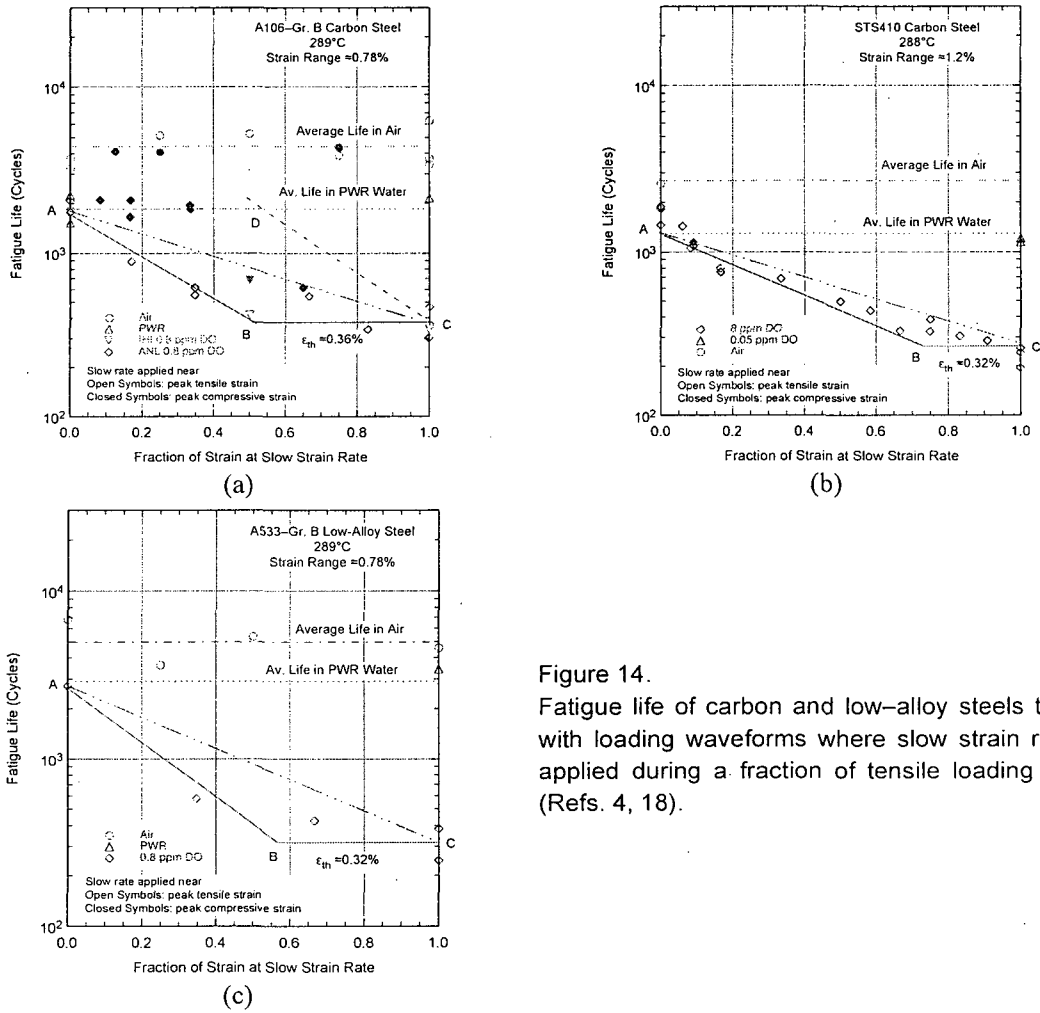 A106–Gr. B Carbon Steel
289°C
Strain Range ≈0.78%
10⁴
Average Life in Air
Av. Life in PWR Water
A
D
10³
Fatigue Life (Cycles)
B
C
εth ≈0.36%
Air
PWR
0.8 ppm DO
ANL 0.8 ppm DO
Slow rate applied near
Open Symbols: peak tensile strain
Closed Symbols: peak compressive strain
10²
0.0 0.2 0.4 0.6 0.8 1.0
Fraction of Strain at Slow Strain Rate
(a)
STS410 Carbon Steel
288°C
Strain Range ≈1.2%
10⁴
Average Life in Air
Av. Life in PWR Water
A
10³
Fatigue Life (Cycles)
B
C
εth ≈0.32%
8 ppm DO
0.05 ppm DO
Air
Slow rate applied near
Open Symbols: peak tensile strain
Closed Symbols: peak compressive strain
10²
0.0 0.2 0.4 0.6 0.8 1.0
Fraction of Strain at Slow Strain Rate
(b)
A533–Gr. B Low-Alloy Steel
289°C
Strain Range ≈0.78%
10⁴
Average Life in Air
Av. Life in PWR Water
A
10³
Fatigue Life (Cycles)
B
C
εth ≈0.32%
Air
PWR
0.8 ppm DO
Slow rate applied near
Open Symbols: peak tensile strain
Closed Symbols: peak compressive strain
10²
0.0 0.2 0.4 0.6 0.8 1.0
Fraction of Strain at Slow Strain Rate
(c)
Figure 14.
Fatigue life of carbon and low–alloy steels
with loading waveforms where slow strain
applied during a fraction of tensile loading
(Refs. 4, 18).